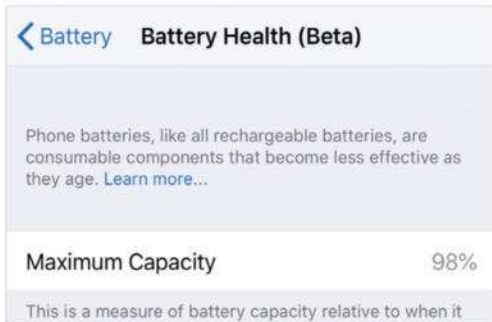 Battery Battery Health (Beta)
Phone batteries, like all rechargeable batteries, are
consumable components that become less effective as
they age. Learn more...
Maximum Capacity 98%
This is a measure of battery capacity relative to when it